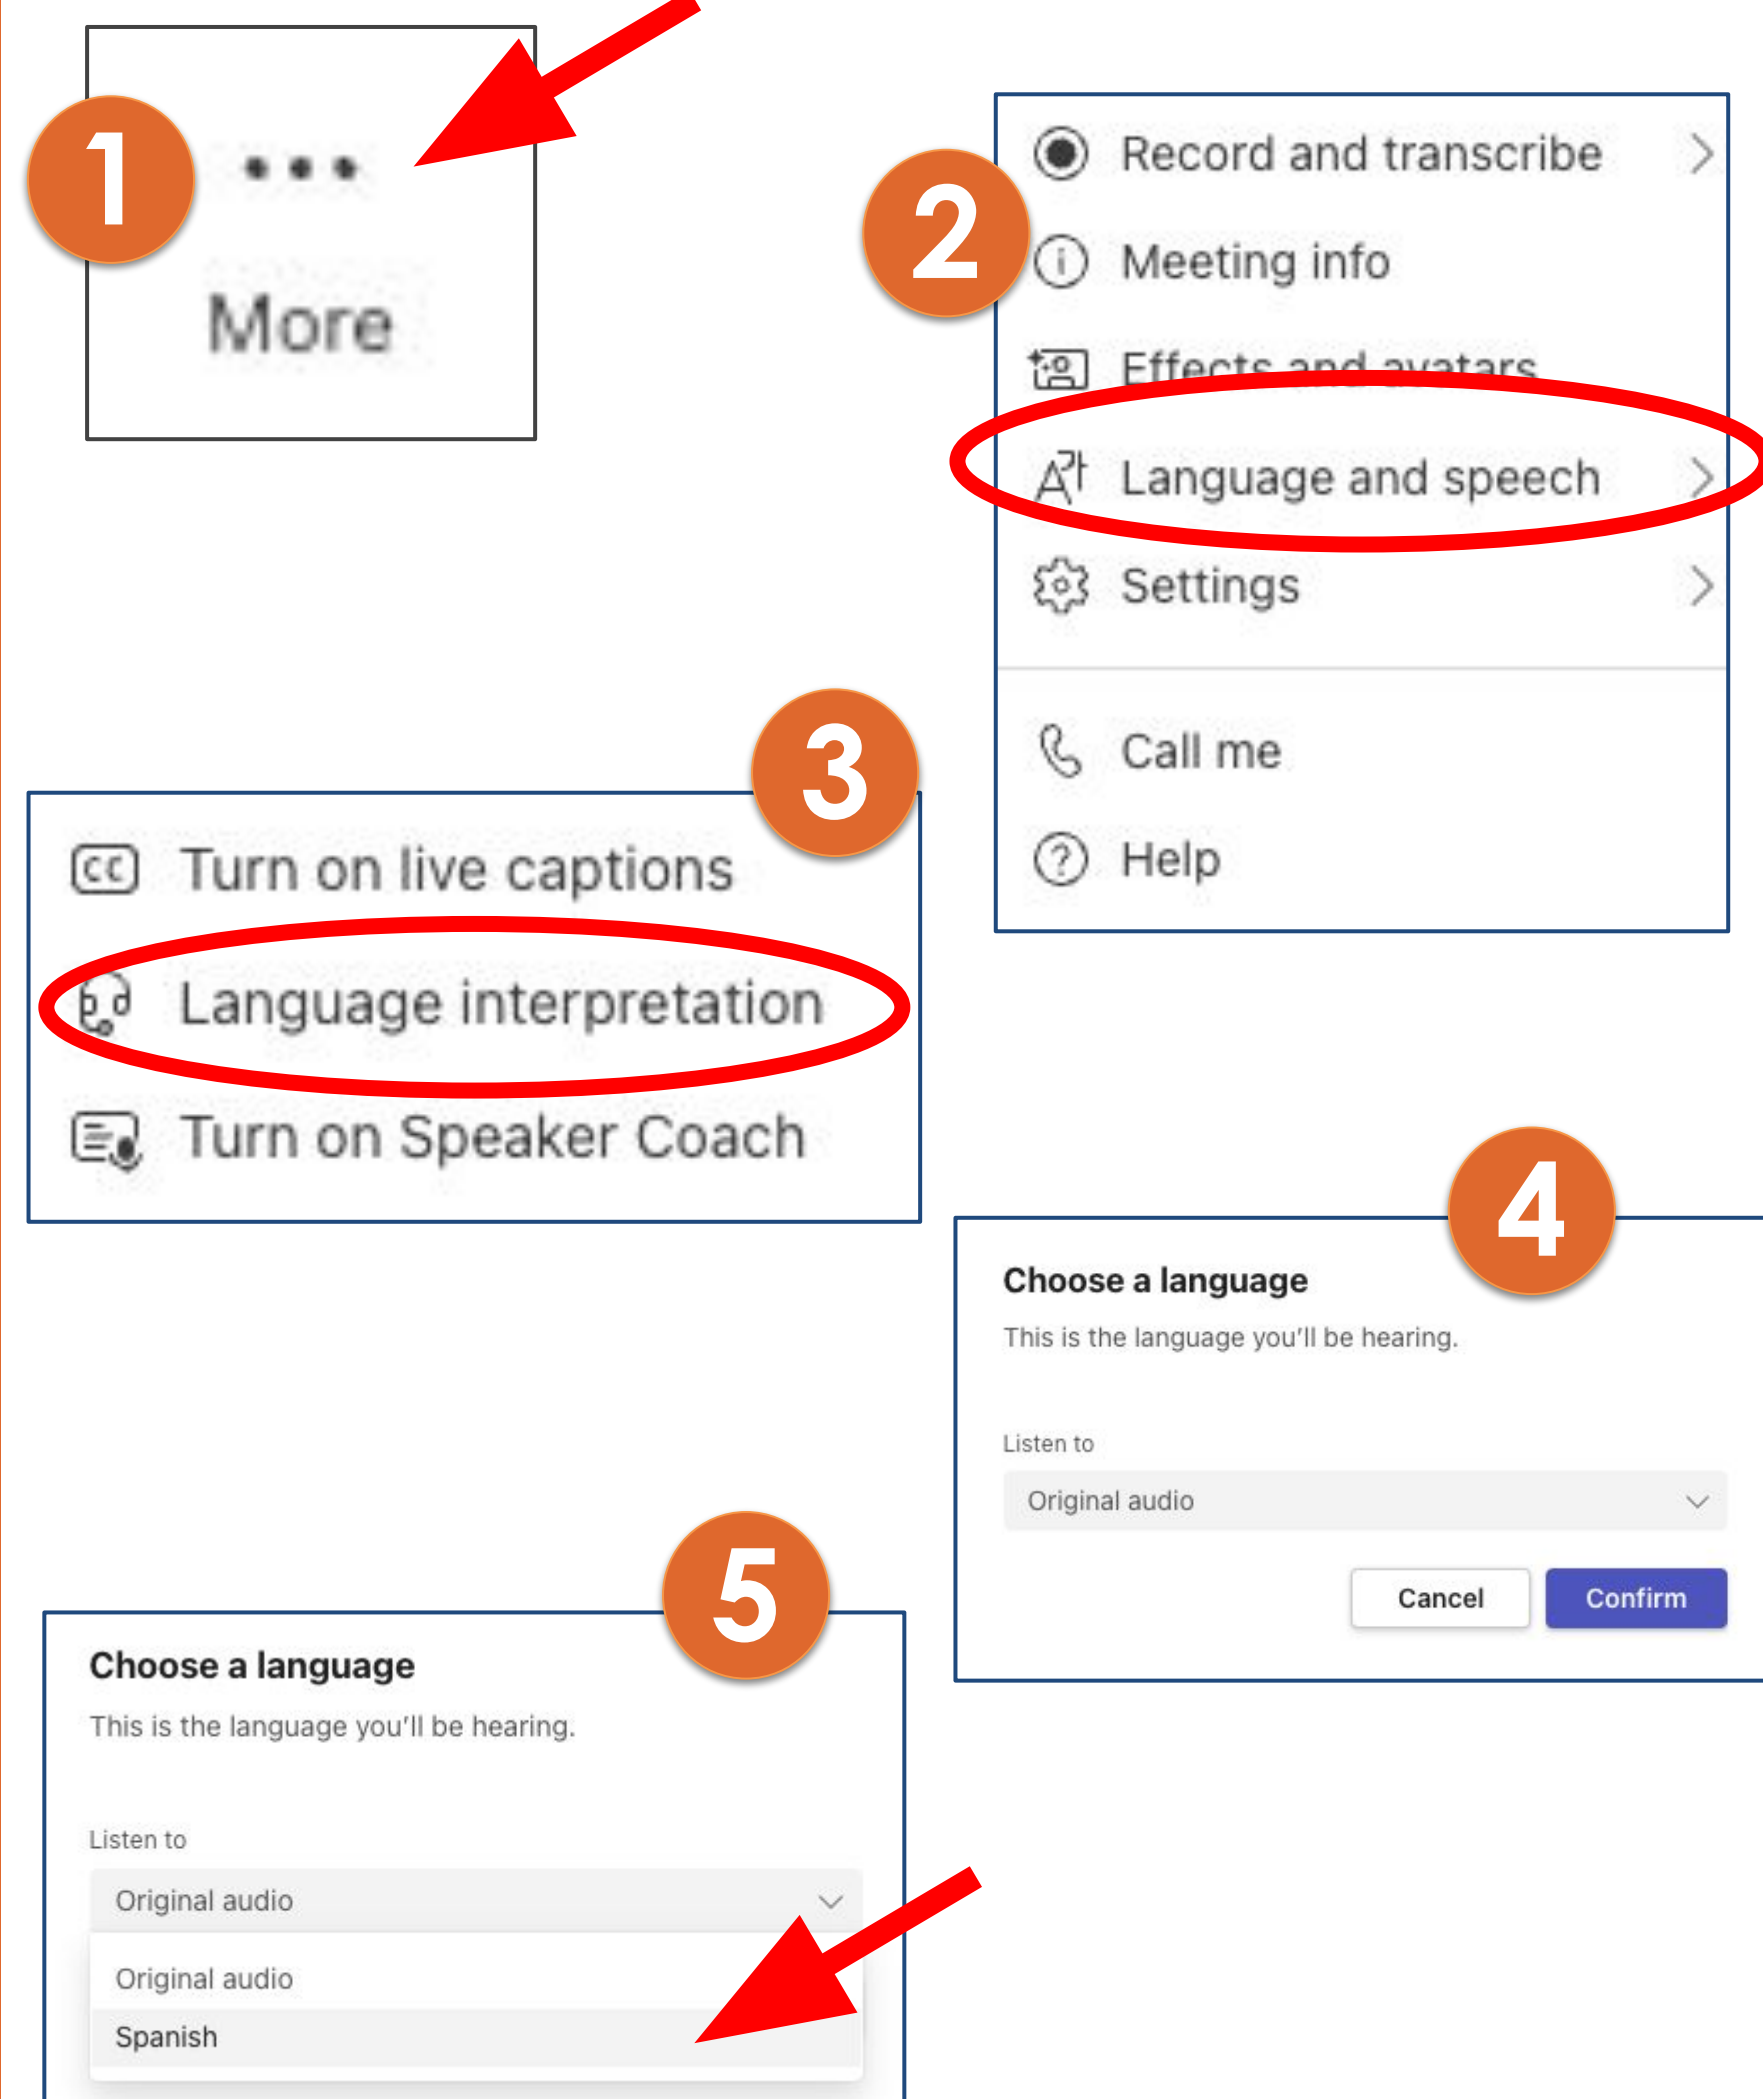 1
•••
More
2
Record and transcribe
Meeting info
Effects and avatars
Language and speech
Settings
Call me
Help
3
CC Turn on live captions
Language interpretation
Turn on Speaker Coach
4
Choose a language
This is the language you'll be hearing.
Listen to
Original audio
Cancel Confirm
5
Choose a language
This is the language you'll be hearing.
Listen to
Original audio
Original audio
Spanish